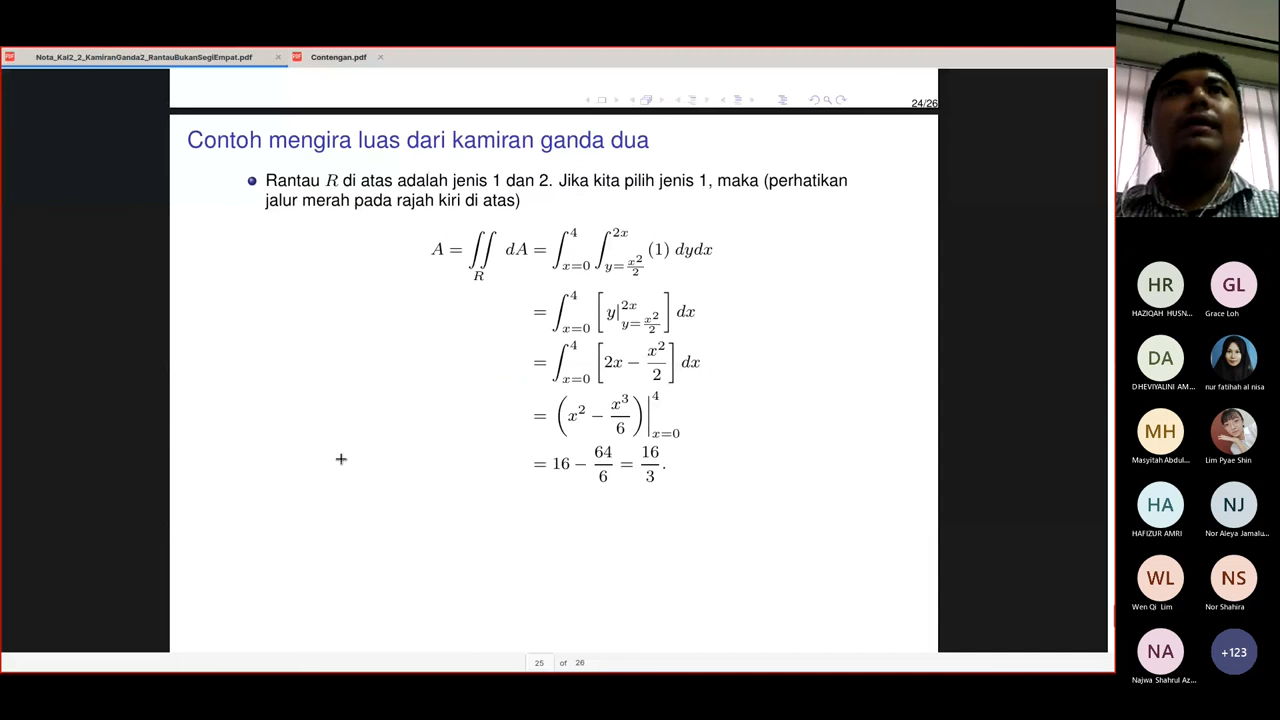 Nota_Kal2_2_KamiranGanda2_RantauBukanSegiEmpat.pdf
Contengan.pdf
24/26
Contoh mengira luas dari kamiran ganda dua
Rantau R di atas adalah jenis 1 dan 2. Jika kita pilih jenis 1, maka (perhatikan
jalur merah pada rajah kiri di atas)
A = ∬_R dA = ∫_{x=0}^{4} ∫_{y=x²/2}^{2x} (1) dydx
= ∫_{x=0}^{4} [ y|_{y=x²/2}^{2x} ] dx
= ∫_{x=0}^{4} [ 2x − x²/2 ] dx
= ( x² − x³/6 )|_{x=0}^{4}
= 16 − 64/6 = 16/3.
25 of 26
HR
GL
HAZIQAH HUSN...
Grace Loh
DA
DHEVIYALINI AM...
nur fatihah al nisa
MH
Masyitah Abdul...
Lim Pyae Shin
HA
NJ
HAFIZUR AMRI
Nor Aleya Jamalu...
WL
NS
Wen Qi Lim
Nor Shahira
NA
+123
Najwa Shahrul Az...